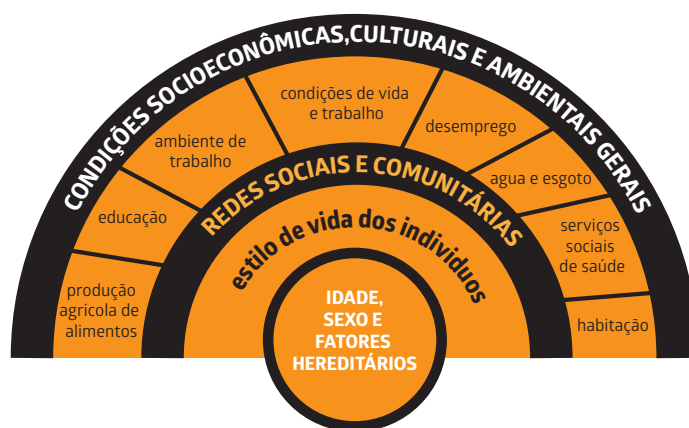 CONDIÇÕES SOCIOECONÔMICAS,CULTURAIS E AMBIENTAIS GERAIS
produção
agricola de
alimentos
educação
ambiente de
trabalho
condições de vida
e trabalho
desemprego
agua e esgoto
serviços
sociais
de saúde
habitação
REDES SOCIAIS E COMUNITÁRIAS
estilo de vida dos individuos
IDADE,
SEXO E
FATORES
HEREDITÁRIOS